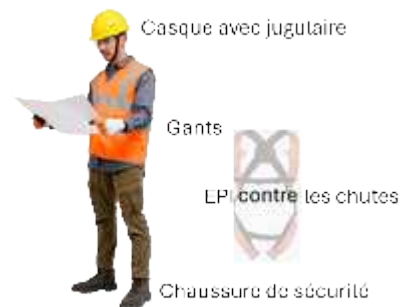 Casque avec jugulaire
Gants
EPI contre les chutes
Chaussure de sécurité